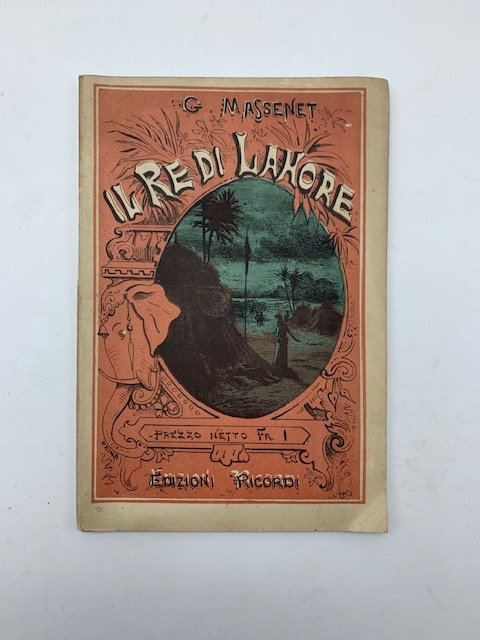 G. MASSENET
IL RE DI LAHORE
PREZZO NETTO FR. 1
EDIZIONI RICORDI